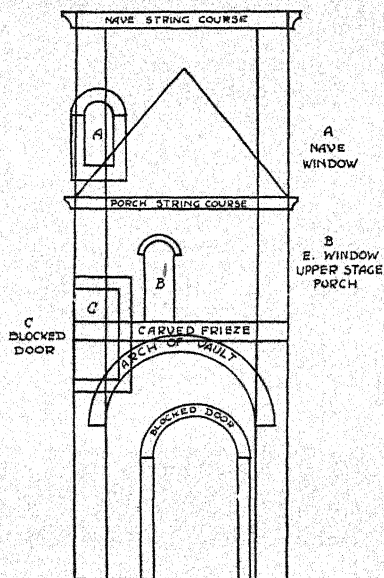 NAVE STRING COURSE
A
A
NAVE
WINDOW
PORCH STRING COURSE
B
E. WINDOW
UPPER STAGE
PORCH
B
C
C
BLOCKED
DOOR
CARVED FRIEZE
ARCH OF VAULT
BLOCKED DOOR